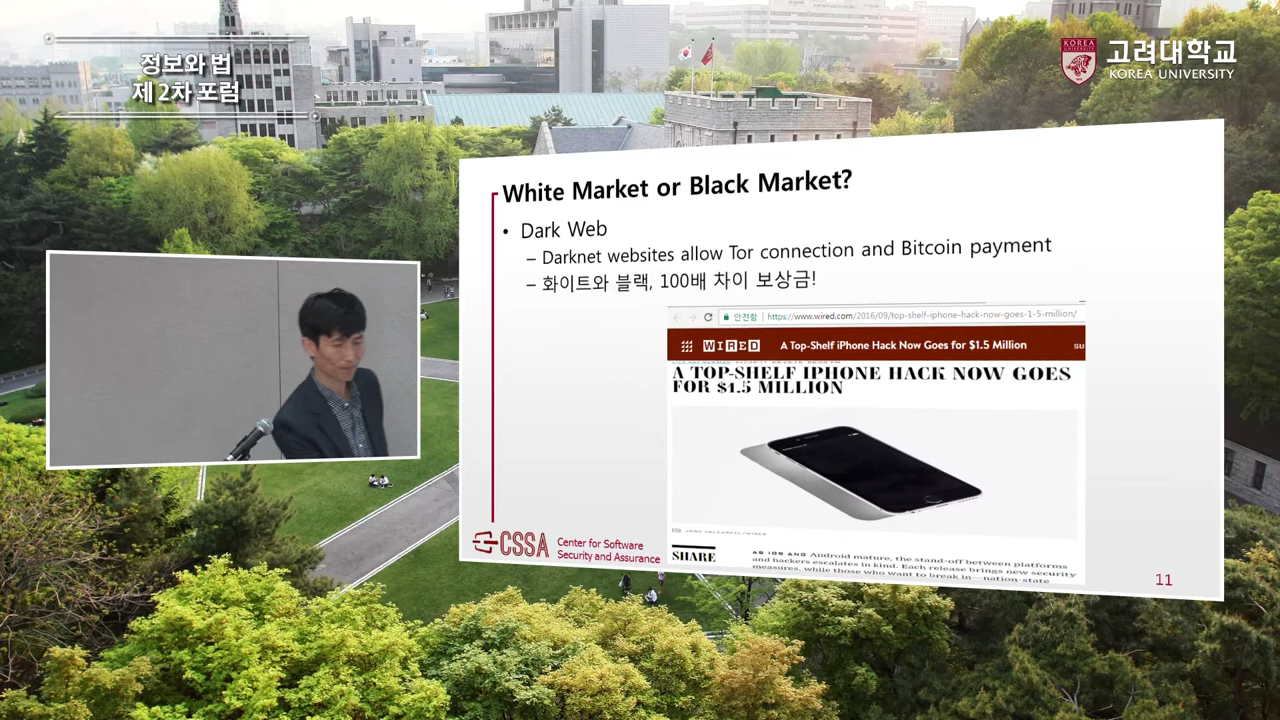 정보와 법
제 2차 포럼
KOREA
UNIVERSITY
고려대학교
KOREA UNIVERSITY
White Market or Black Market?
• Dark Web
– Darknet websites allow Tor connection and Bitcoin payment
– 화이트와 블랙, 100배 차이 보상금!
안전함 | https://www.wired.com/2016/09/top-shelf-iphone-hack-now-goes-1-5-million/
WIRED A Top-Shelf iPhone Hack Now Goes for $1.5 Million SU
A TOP-SHELF IPHONE HACK NOW GOES
FOR $1.5 MILLION
SHARE
AS IOS AND Android mature, the stand-off between platforms
and hackers escalates in kind. Each release brings new security
measures, while those who want to break in—nation-state
CSSA Center for Software
Security and Assurance
11